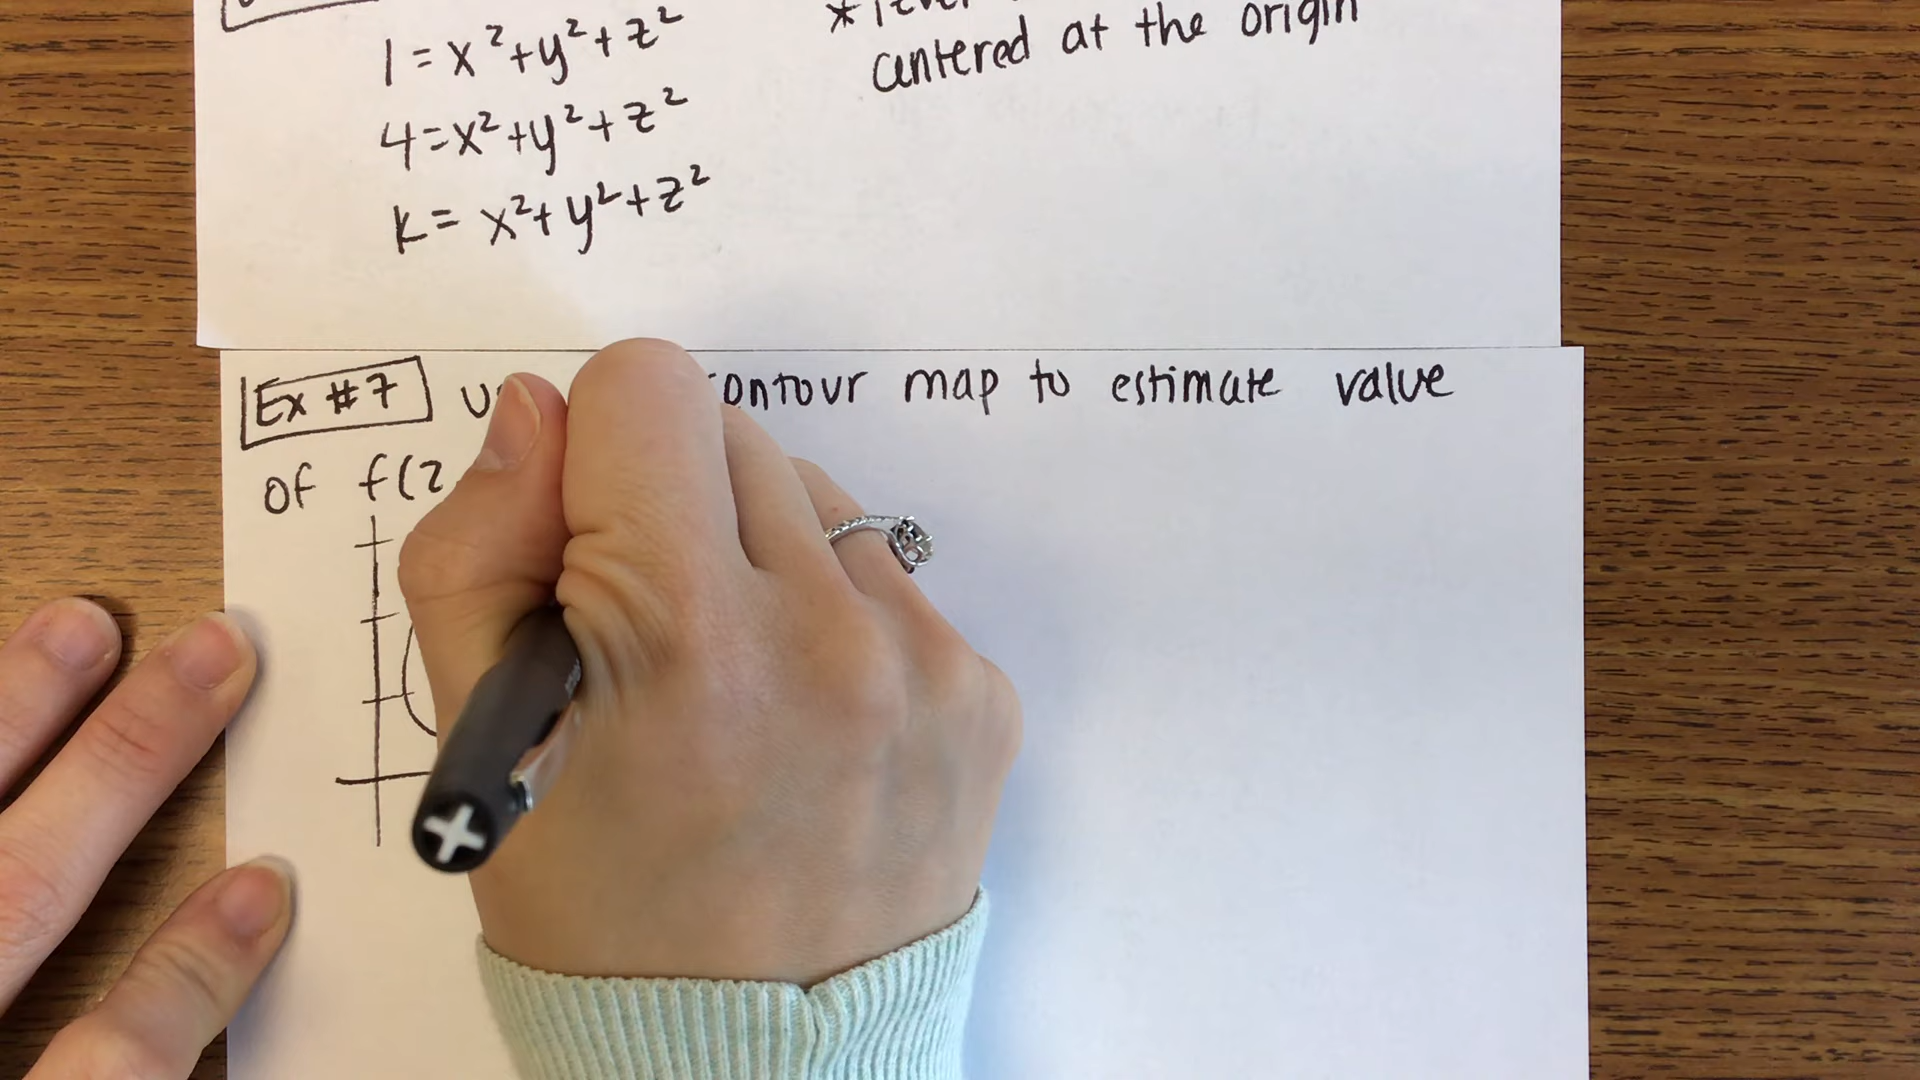 1 = x²+y²+z²
4=x²+y²+z²
k= x²+y²+z²
centered at the origin
Ex #7 contour map to estimate value
of f(2